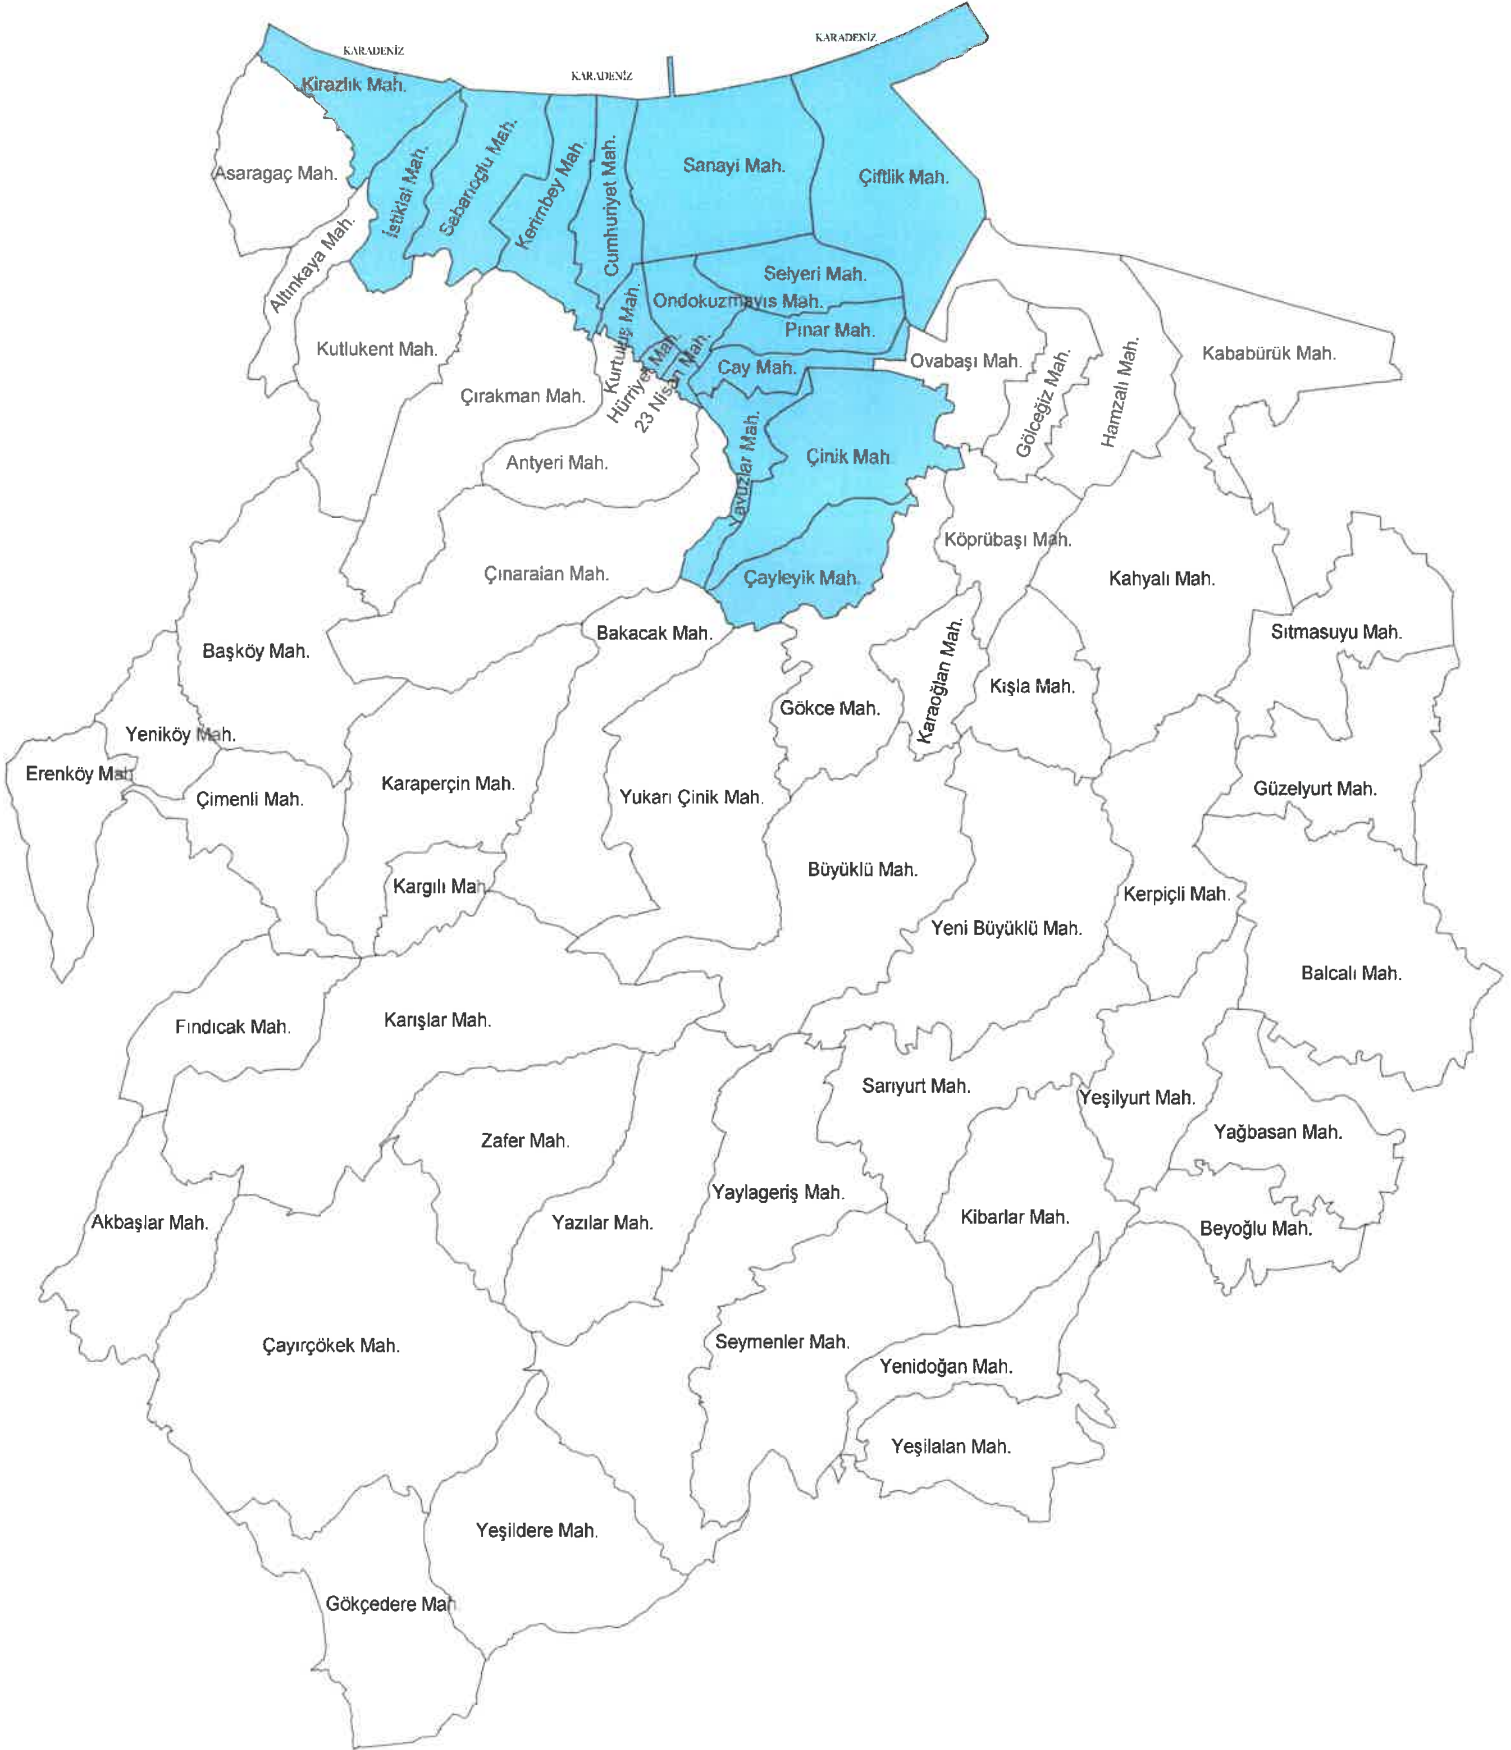 KARADENİZ
KARADENİZ
KARADENİZ
Kirazlık Mah.
Asaragaç Mah.
İstiklal Mah.
Şabanoğlu Mah.
Kerimbey Mah.
Cumhuriyet Mah.
Sanayi Mah.
Çiftlik Mah.
Altınkaya Mah.
Selyeri Mah.
Ondokuzmayıs Mah.
Pınar Mah.
Kurtuluş Mah.
Hürriyet Mah.
23 Nisan Mah.
Cay Mah.
Kutlukent Mah.
Çırakman Mah.
Ovabaşı Mah.
Gölceğiz Mah.
Hamzalı Mah.
Kababürük Mah.
Antyeri Mah.
Yavuzlar Mah.
Çinik Mah
Köprübaşı Mah.
Çınaraian Mah.
Çayleyik Mah.
Kahyalı Mah.
Bakacak Mah.
Sıtmasuyu Mah.
Başköy Mah.
Karaoğlan Mah.
Kışla Mah.
Gökce Mah.
Yeniköy Mah.
Erenköy Mah
Çimenli Mah.
Karaperçin Mah.
Yukarı Çinik Mah.
Güzelyurt Mah.
Büyüklü Mah.
Kargılı Mah
Kerpiçli Mah.
Yeni Büyüklü Mah.
Balcalı Mah.
Fındıcak Mah.
Karışlar Mah.
Sarıyurt Mah.
Yeşilyurt Mah.
Yağbasan Mah.
Zafer Mah.
Yaylageriş Mah.
Akbaşlar Mah.
Yazılar Mah.
Kibarlar Mah.
Beyoğlu Mah.
Çayırçökek Mah.
Seymenler Mah.
Yenidoğan Mah.
Yeşilalan Mah.
Yeşildere Mah.
Gökçedere Mah